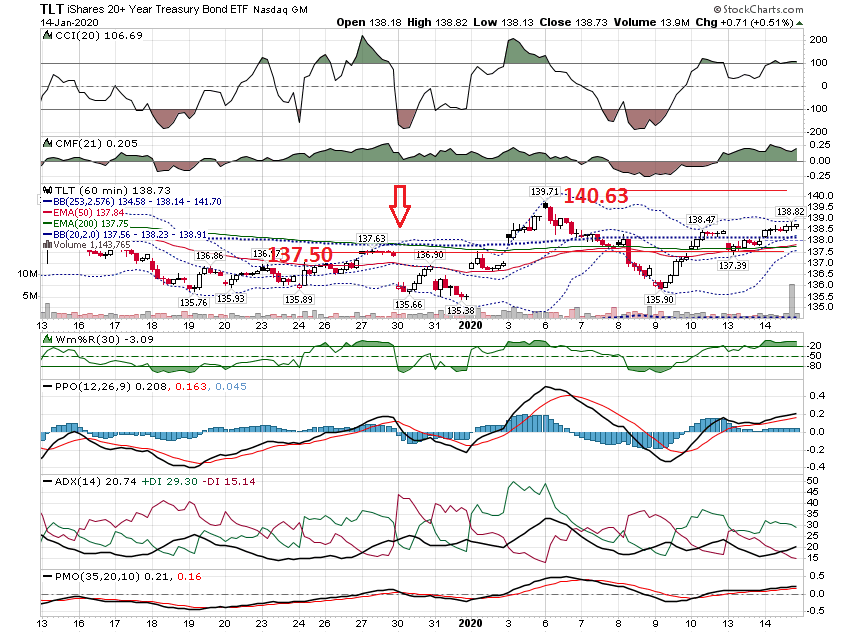 TLT iShares 20+ Year Treasury Bond ETF Nasdaq GM
© StockCharts.com
14-Jan-2020
Open 138.18 High 138.82 Low 138.13 Close 138.73 Volume 13.9M Chg +0.71 (+0.51%)
CCI(20) 106.69
200
100
0
-100
-200
CMF(21) 0.205
0.25
0.00
-0.25
TLT (60 min) 138.73
BB(253,2.576) 134.58 - 138.14 - 141.70
EMA(50) 137.84
EMA(200) 137.75
BB(20,2.0) 137.56 - 138.23 - 138.91
Volume 1,143,765
10M
5M
136.86
137.50
137.63
136.90
139.71
140.63
138.47
138.82
137.39
135.76
135.93
135.89
135.66
135.38
135.90
140.0
139.5
139.0
138.5
138.0
137.5
137.0
136.5
136.0
135.5
135.0
13 16 17 18 19 20 23 24 26 27 30 31 2020 3 6 7 8 9 10 13 14
Wm%R(30) -3.09
-20
-50
-80
PPO(12,26,9) 0.208, 0.163, 0.045
0.4
0.2
0.0
-0.2
-0.4
ADX(14) 20.74 +DI 29.30 -DI 15.14
50
45
40
35
30
25
20
15
PMO(35,20,10) 0.21, 0.16
0.5
0.0
-0.5
13 16 17 18 19 20 23 24 26 27 30 31 2020 3 6 7 8 9 10 13 14